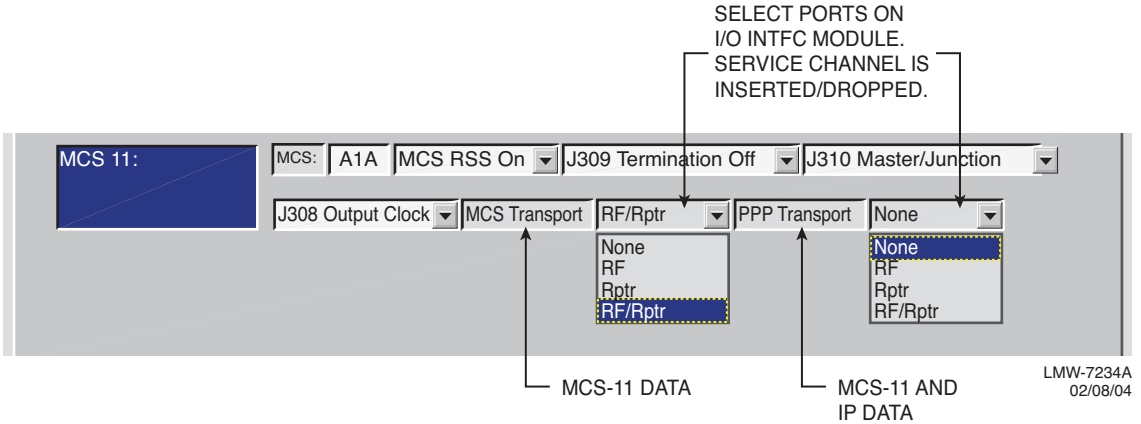 SELECT PORTS ON
I/O INTFC MODULE.
SERVICE CHANNEL IS
INSERTED/DROPPED.
MCS 11:
MCS: A1A MCS RSS On J309 Termination Off J310 Master/Junction
J308 Output Clock MCS Transport RF/Rptr PPP Transport None
None
RF
Rptr
RF/Rptr
None
RF
Rptr
RF/Rptr
MCS-11 DATA
MCS-11 AND
IP DATA
LMW-7234A
02/08/04